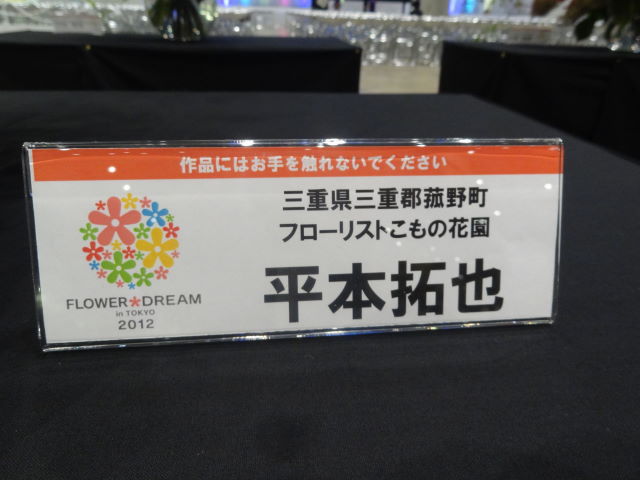 作品にはお手を触れないでください
三重県三重郡菰野町
フローリストこもの花園
平本拓也
FLOWER*DREAM
in TOKYO
2012